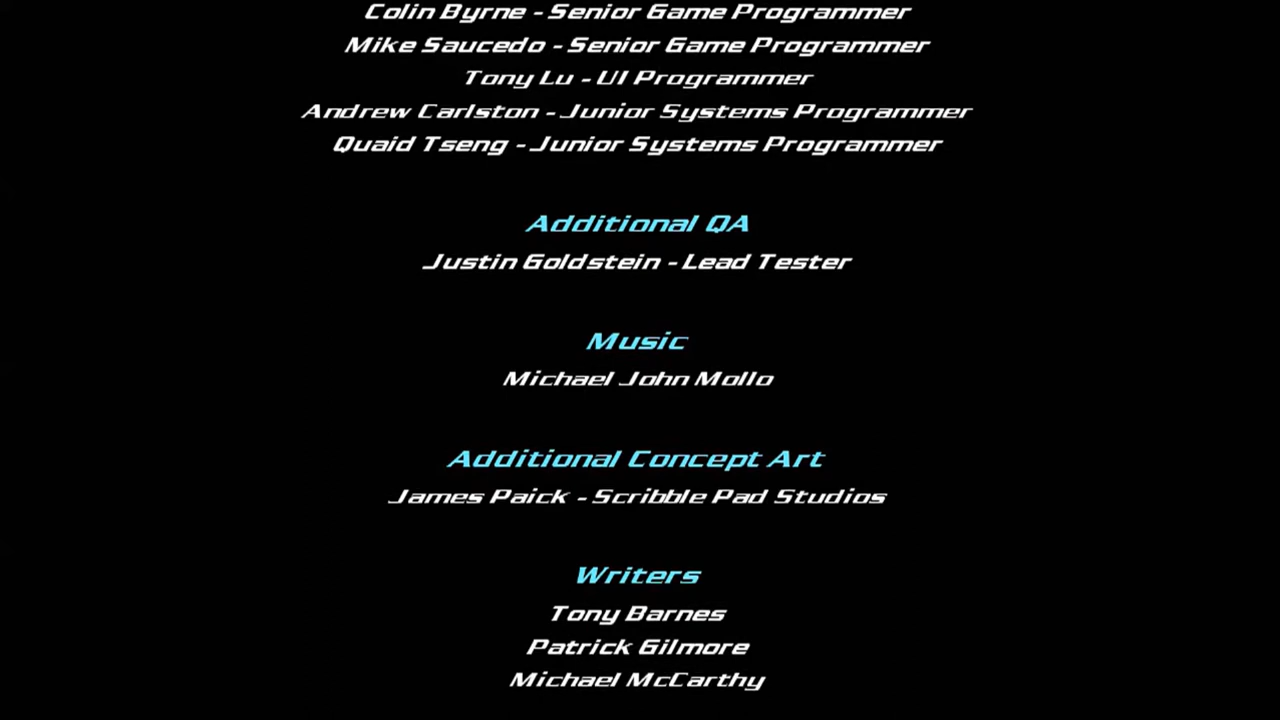 Colin Byrne - Senior Game Programmer
Mike Saucedo - Senior Game Programmer
Tony Lu - UI Programmer
Andrew Carlston - Junior Systems Programmer
Quaid Tseng - Junior Systems Programmer
Additional QA
Justin Goldstein - Lead Tester
Music
Michael John Mollo
Additional Concept Art
James Paick - Scribble Pad Studios
Writers
Tony Barnes
Patrick Gilmore
Michael McCarthy